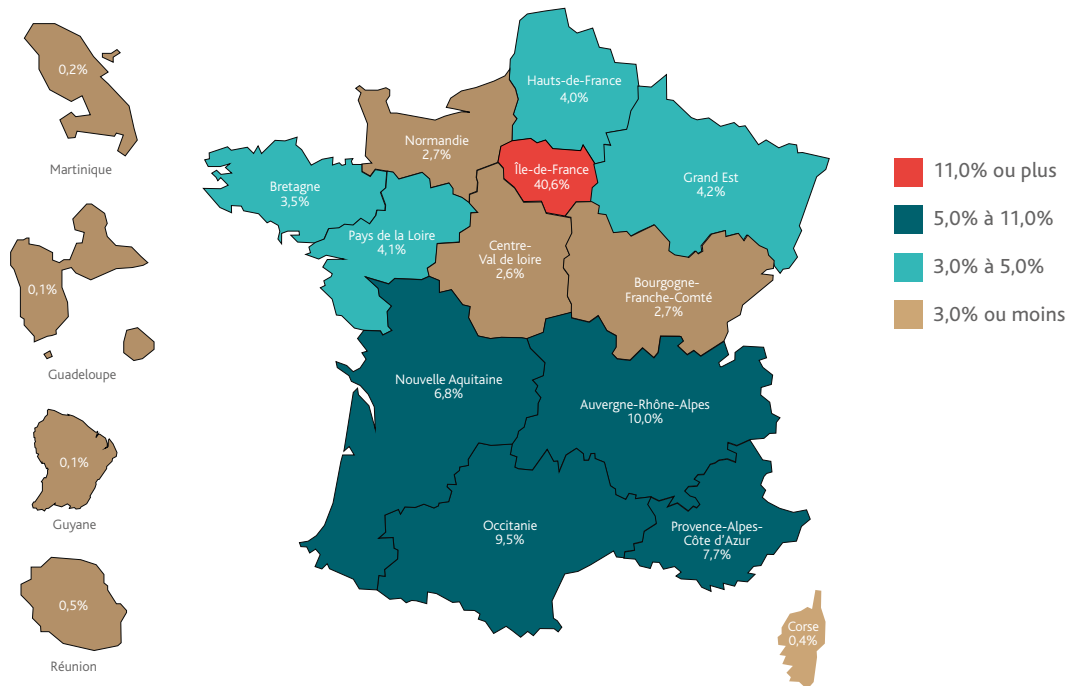 0,2%
Martinique
0,1%
Guadeloupe
0,1%
Guyane
0,5%
Réunion
Hauts-de-France
4,0%
Normandie
2,7%
Île-de-France
40,6%
Grand Est
4,2%
Bretagne
3,5%
Pays de la Loire
4,1%
Centre-
Val de loire
2,6%
Bourgogne-
Franche-Comté
2,7%
Nouvelle Aquitaine
6,8%
Auvergne-Rhône-Alpes
10,0%
Occitanie
9,5%
Provence-Alpes-
Côte d'Azur
7,7%
Corse
0,4%
11,0% ou plus
5,0% à 11,0%
3,0% à 5,0%
3,0% ou moins